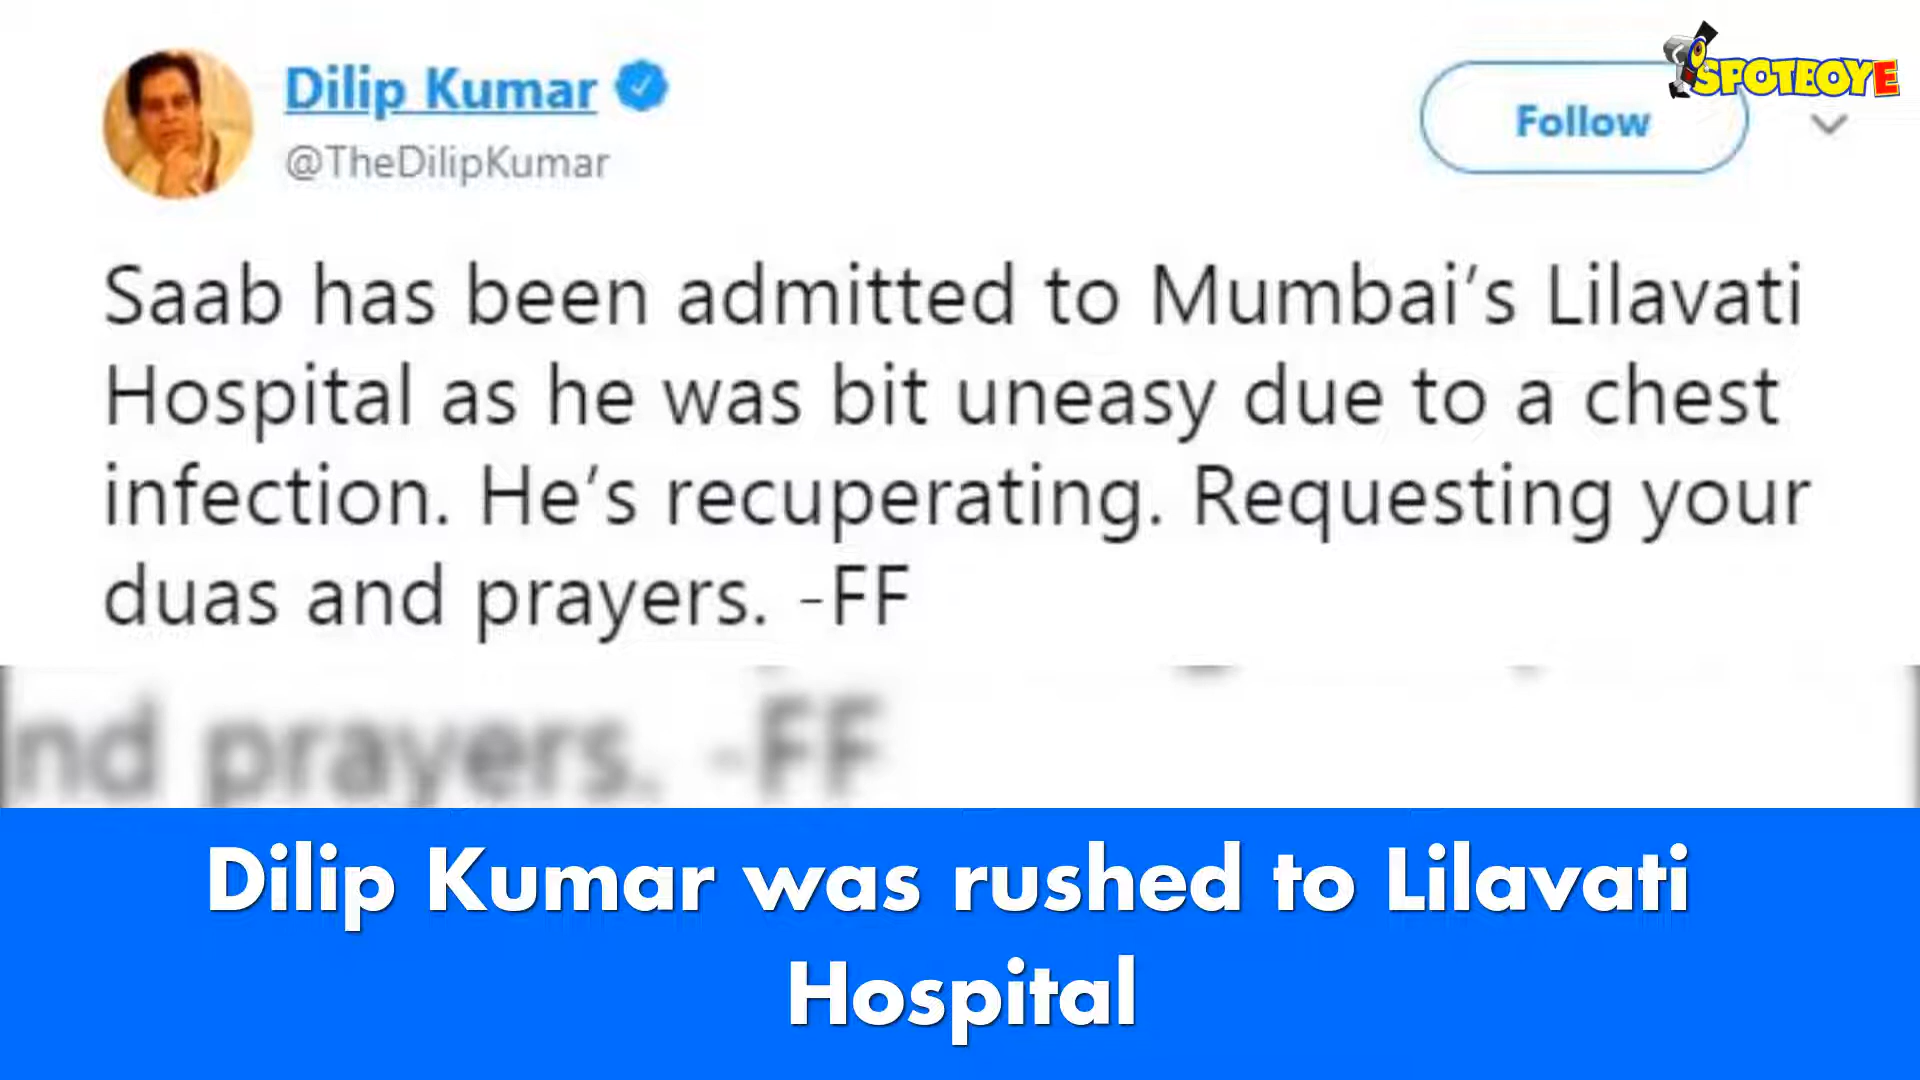 SPOTBOYE
Dilip Kumar
@TheDilipKumar
Follow
Saab has been admitted to Mumbai’s Lilavati
Hospital as he was bit uneasy due to a chest
infection. He’s recuperating. Requesting your
duas and prayers. -FF
nd prayers. -FF
Dilip Kumar was rushed to Lilavati
Hospital